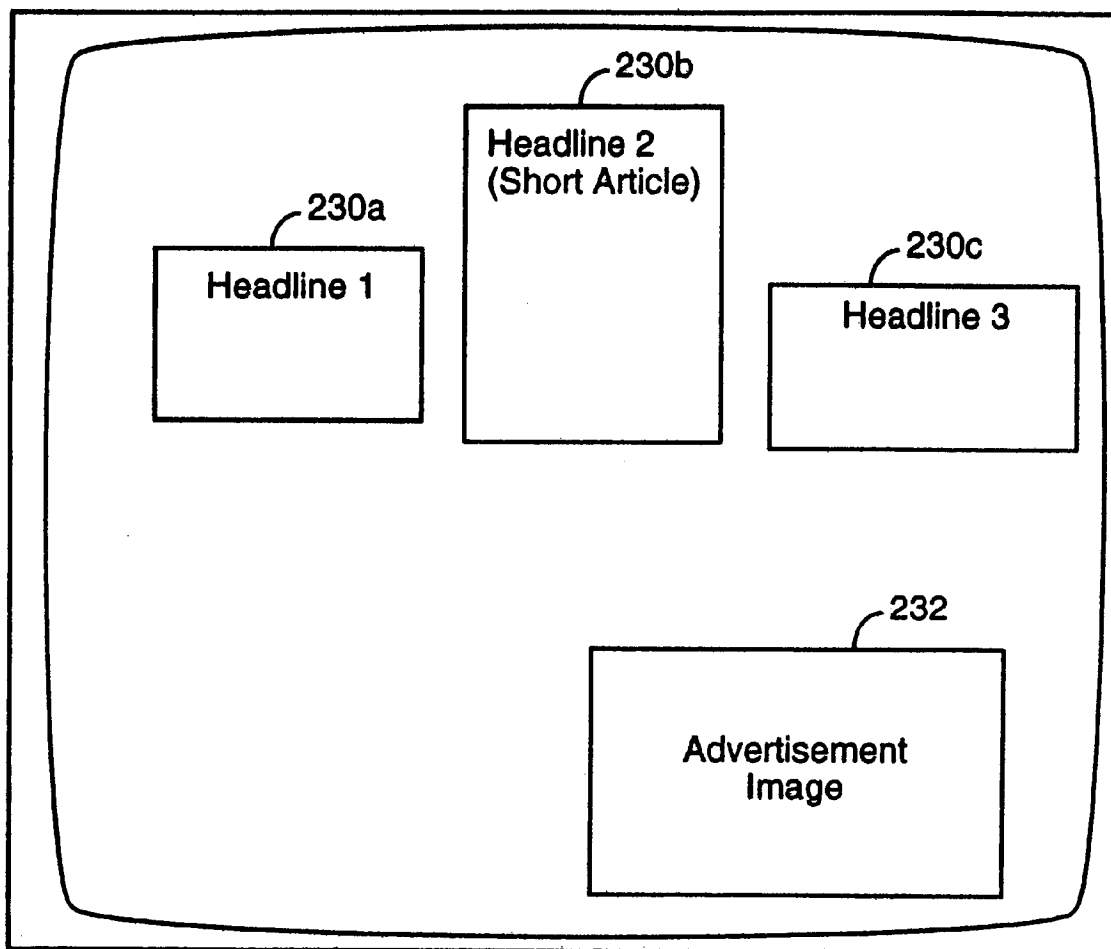 230b
Headline 2
(Short Article)
230a
Headline 1
230c
Headline 3
232
Advertisement
Image